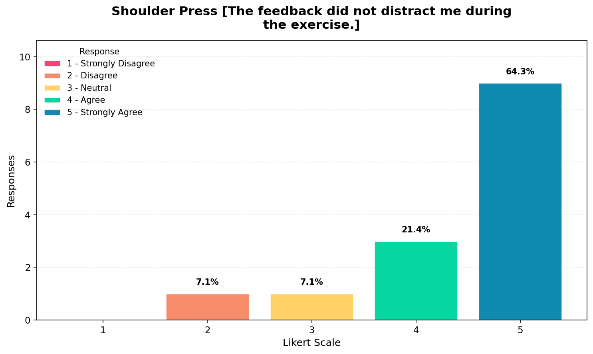 Shoulder Press [The feedback did not distract me during
the exercise.]
Response
1 - Strongly Disagree
2 - Disagree
3 - Neutral
4 - Agree
5 - Strongly Agree
Responses
10
8
6
4
2
0
7.1%
7.1%
21.4%
64.3%
1
2
3
4
5
Likert Scale